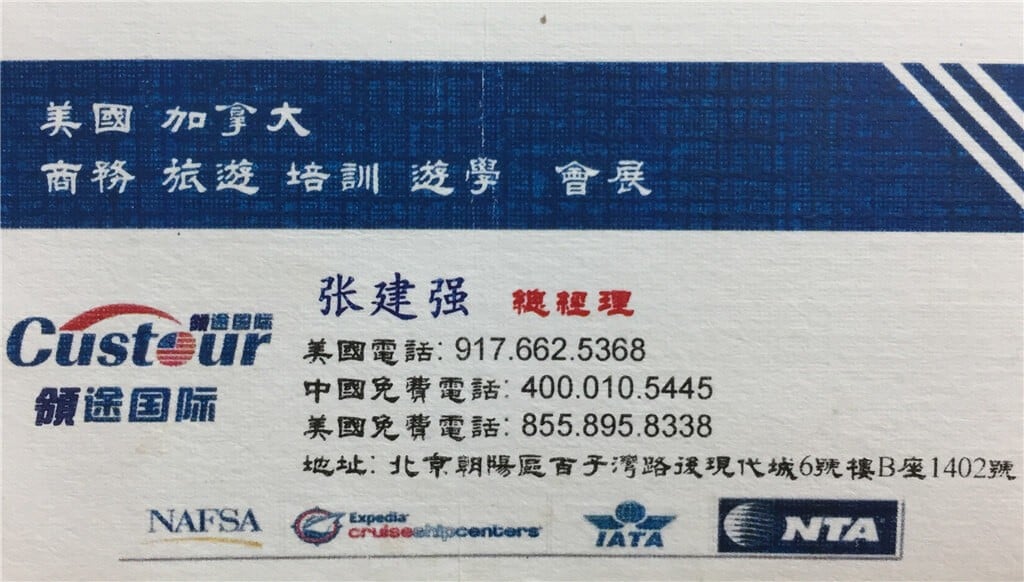 美國 加拿大
商務 旅遊 培訓 遊學 會展
张建强 總經理
Custour 領途国际
領途国际
美國電話: 917.662.5368
中國免費電話: 400.010.5445
美國免費電話: 855.895.8338
地址: 北京朝陽區百子灣路後現代城6號樓B座1402號
NAFSA Expedia cruiseshipcenters IATA NTA